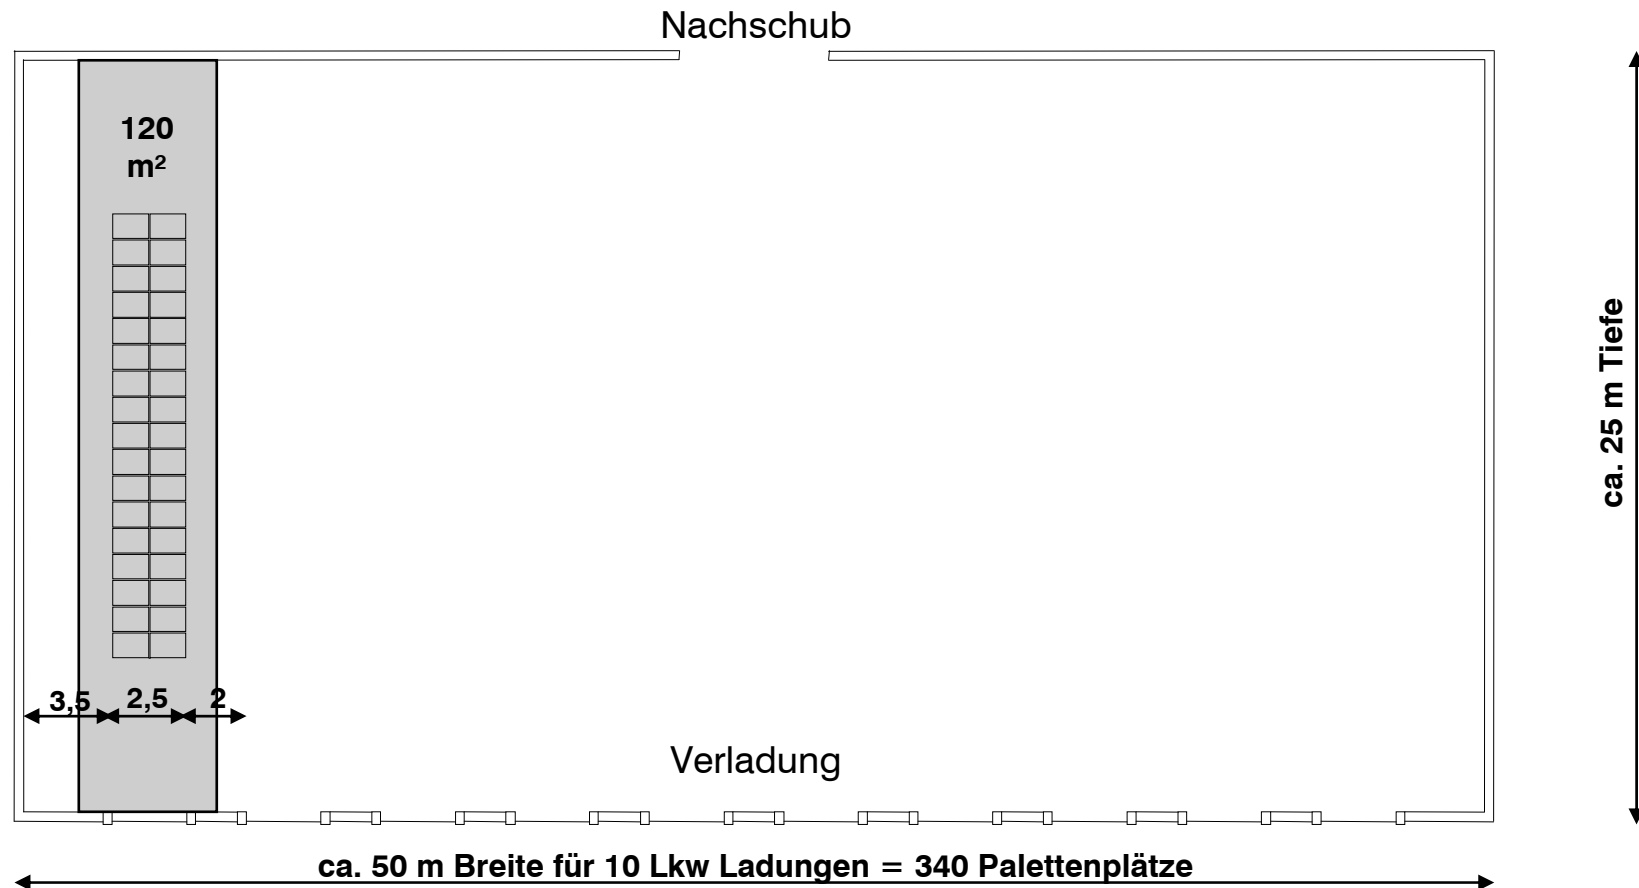 Nachschub
120
m²
3,5
2,5
2
Verladung
ca. 25 m Tiefe
ca. 50 m Breite für 10 Lkw Ladungen = 340 Palettenplätze